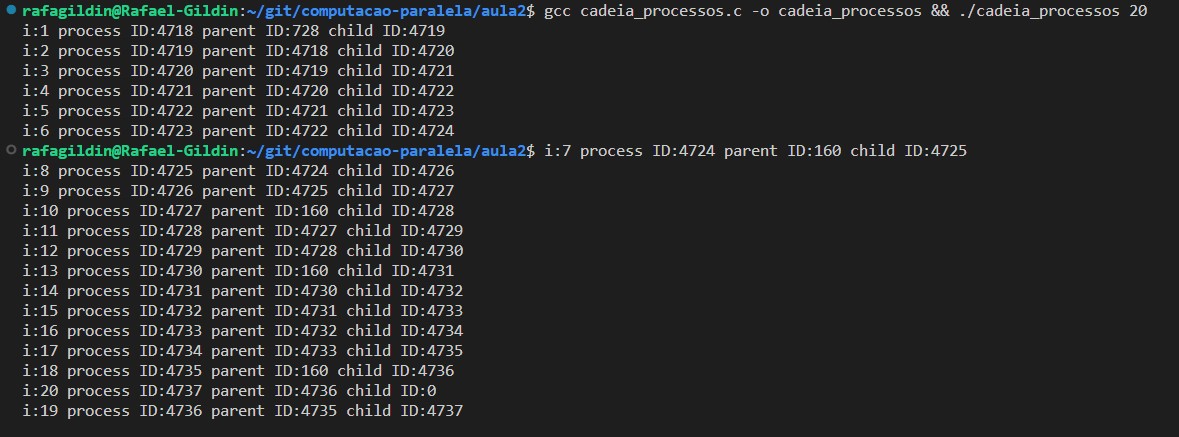 rafagildin@Rafael-Gildin:~/git/computacao-paralela/aula2$ gcc cadeia_processos.c -o cadeia_processos && ./cadeia_processos 20
i:1 process ID:4718 parent ID:728 child ID:4719
i:2 process ID:4719 parent ID:4718 child ID:4720
i:3 process ID:4720 parent ID:4719 child ID:4721
i:4 process ID:4721 parent ID:4720 child ID:4722
i:5 process ID:4722 parent ID:4721 child ID:4723
i:6 process ID:4723 parent ID:4722 child ID:4724
rafagildin@Rafael-Gildin:~/git/computacao-paralela/aula2$ i:7 process ID:4724 parent ID:160 child ID:4725
i:8 process ID:4725 parent ID:4724 child ID:4726
i:9 process ID:4726 parent ID:4725 child ID:4727
i:10 process ID:4727 parent ID:160 child ID:4728
i:11 process ID:4728 parent ID:4727 child ID:4729
i:12 process ID:4729 parent ID:4728 child ID:4730
i:13 process ID:4730 parent ID:160 child ID:4731
i:14 process ID:4731 parent ID:4730 child ID:4732
i:15 process ID:4732 parent ID:4731 child ID:4733
i:16 process ID:4733 parent ID:4732 child ID:4734
i:17 process ID:4734 parent ID:4733 child ID:4735
i:18 process ID:4735 parent ID:160 child ID:4736
i:20 process ID:4737 parent ID:4736 child ID:0
i:19 process ID:4736 parent ID:4735 child ID:4737